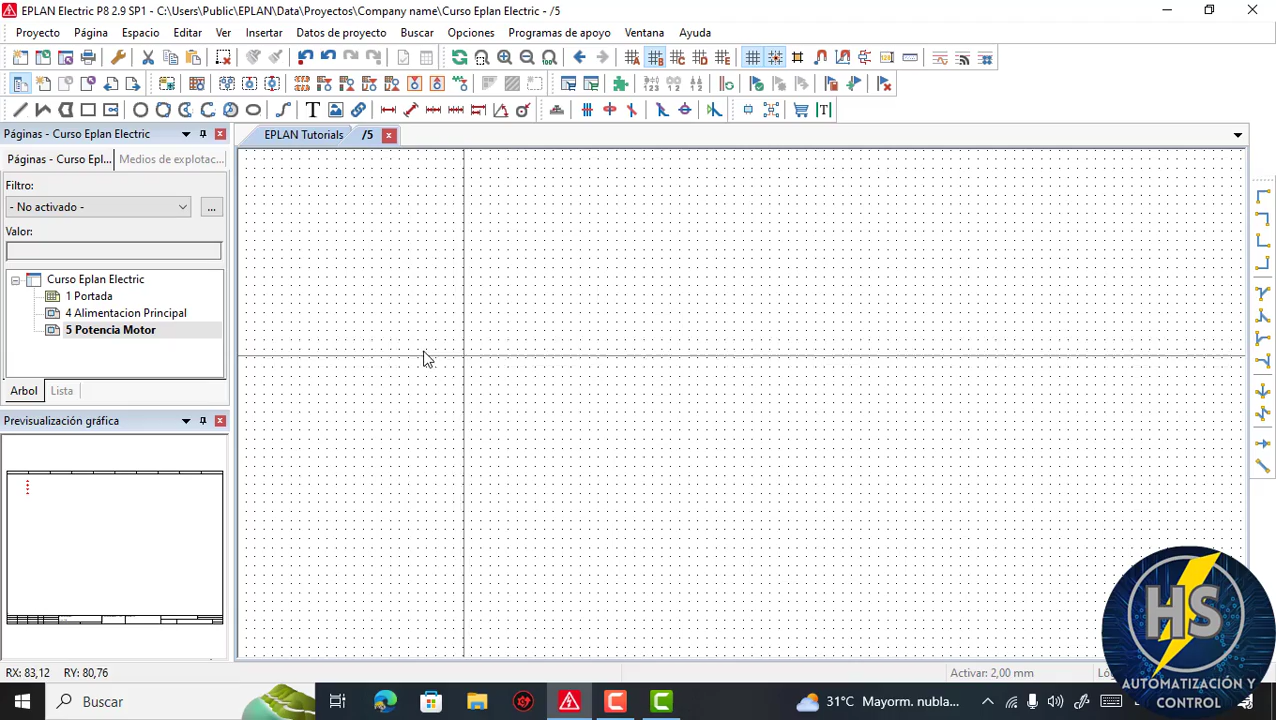 EPLAN Electric P8 2.9 SP1 - C:\Users\Public\EPLAN\Data\Proyectos\Company name\Curso Eplan Electric - /5
Proyecto Página Espacio Editar Ver Insertar Datos de proyecto Buscar Opciones Programas de apoyo Ventana Ayuda
Páginas - Curso Eplan Electric
EPLAN Tutorials /5
Páginas - Curso Epl... Medios de explotac...
Filtro:
- No activado - ...
Valor:
Curso Eplan Electric
1 Portada
4 Alimentacion Principal
5 Potencia Motor
Arbol Lista
Previsualización gráfica
RX: 83,12 RY: 80,76 Activar: 2,00 mm
HS
AUTOMATIZACIÓN Y
CONTROL
Buscar 31°C Mayorm. nubla...